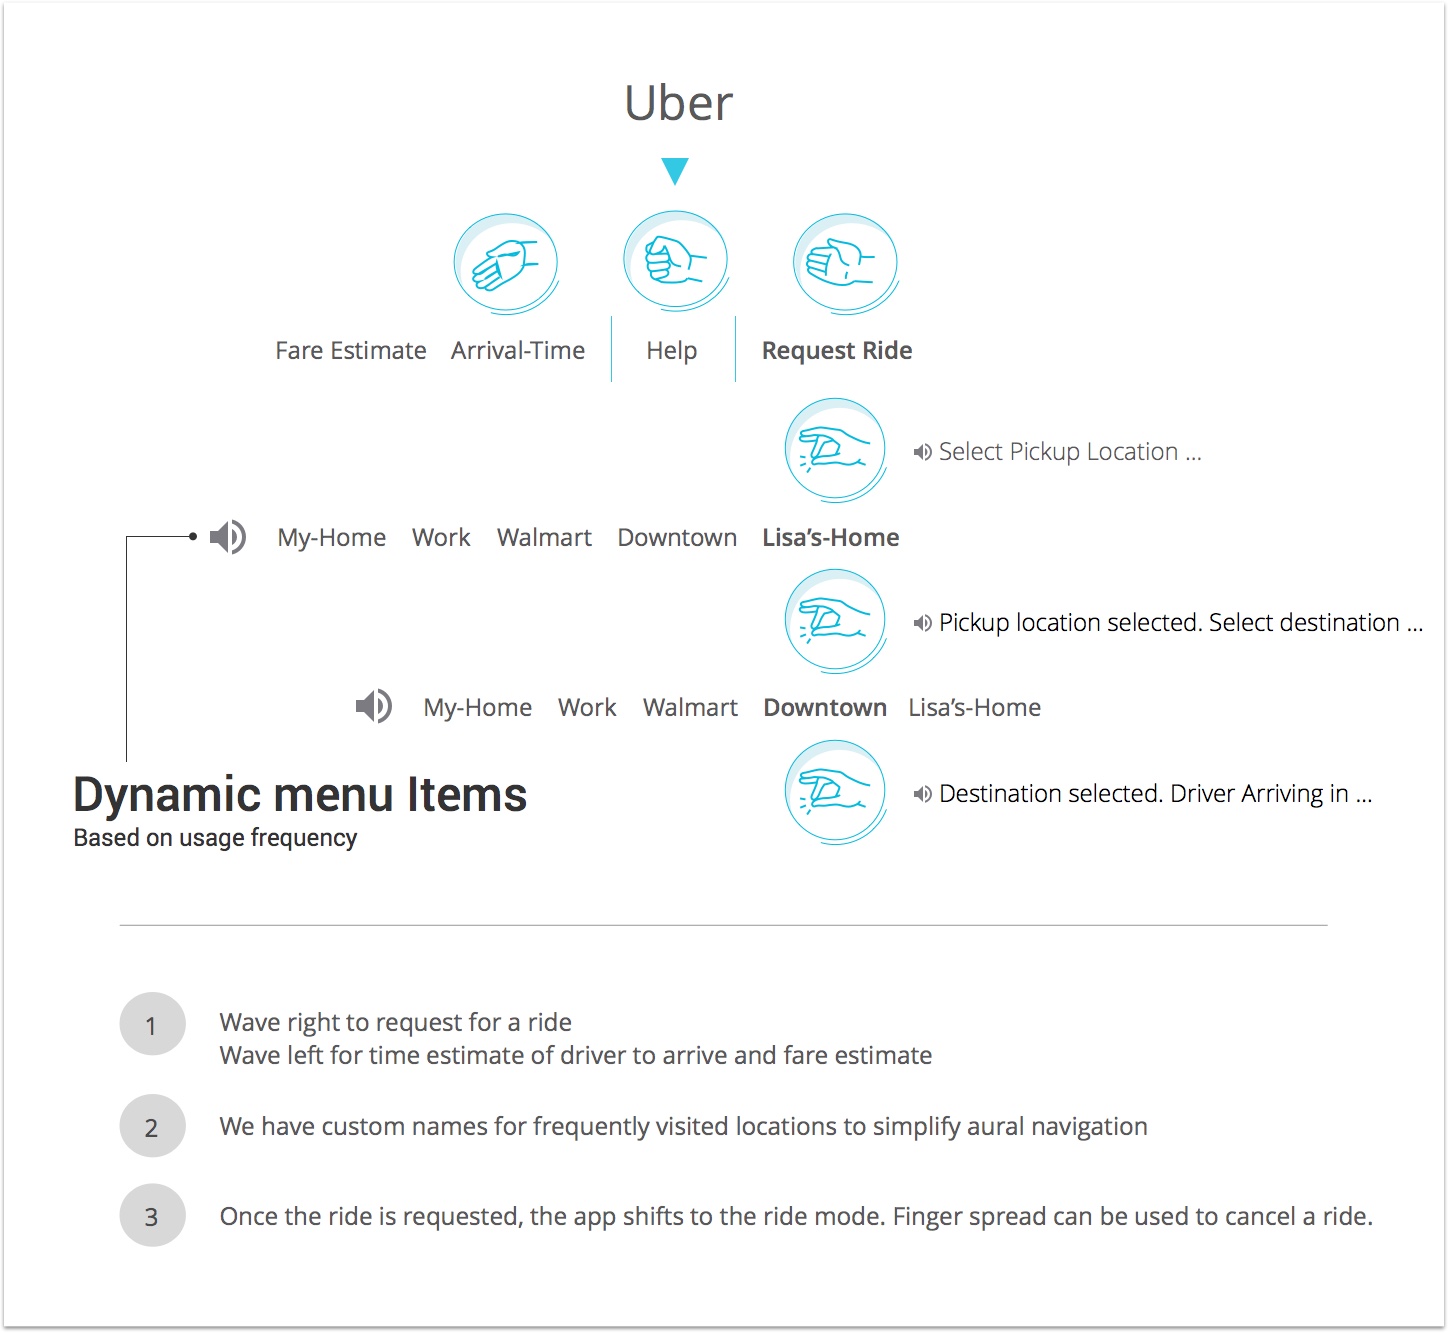 Uber
Fare Estimate Arrival-Time Help Request Ride
Select Pickup Location ...
My-Home Work Walmart Downtown Lisa’s-Home
Pickup location selected. Select destination ...
My-Home Work Walmart Downtown Lisa’s-Home
Destination selected. Driver Arriving in ...
Dynamic menu Items
Based on usage frequency
1
Wave right to request for a ride
Wave left for time estimate of driver to arrive and fare estimate
2
We have custom names for frequently visited locations to simplify aural navigation
3
Once the ride is requested, the app shifts to the ride mode. Finger spread can be used to cancel a ride.